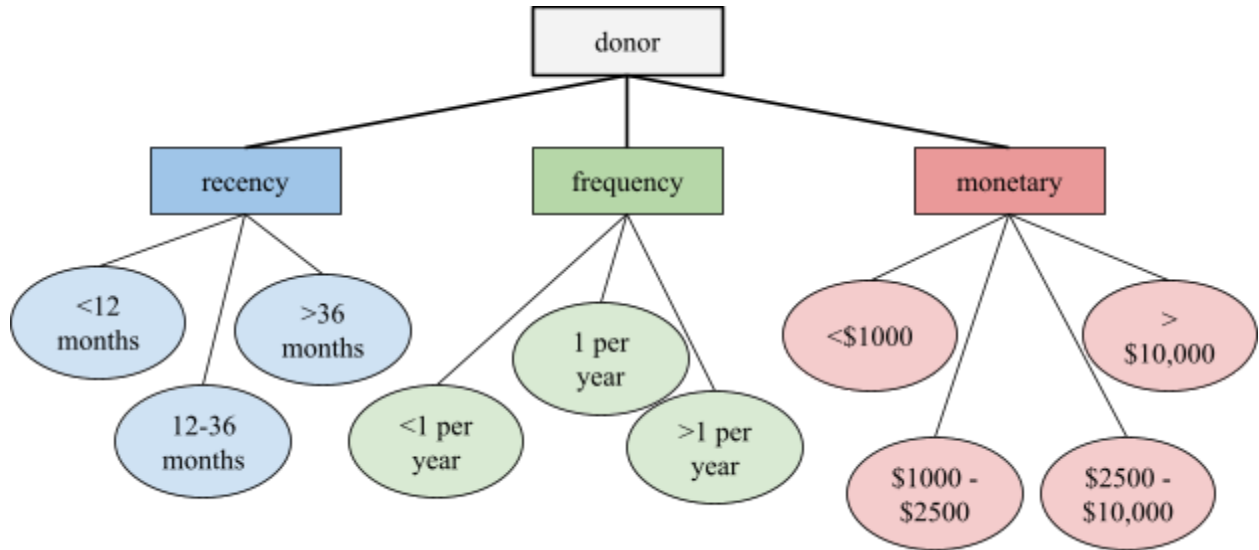 donor
recency
frequency
monetary
<12
months
>36
months
12-36
months
<1 per
year
1 per
year
>1 per
year
<$1000
>
$10,000
$1000 -
$2500
$2500 -
$10,000